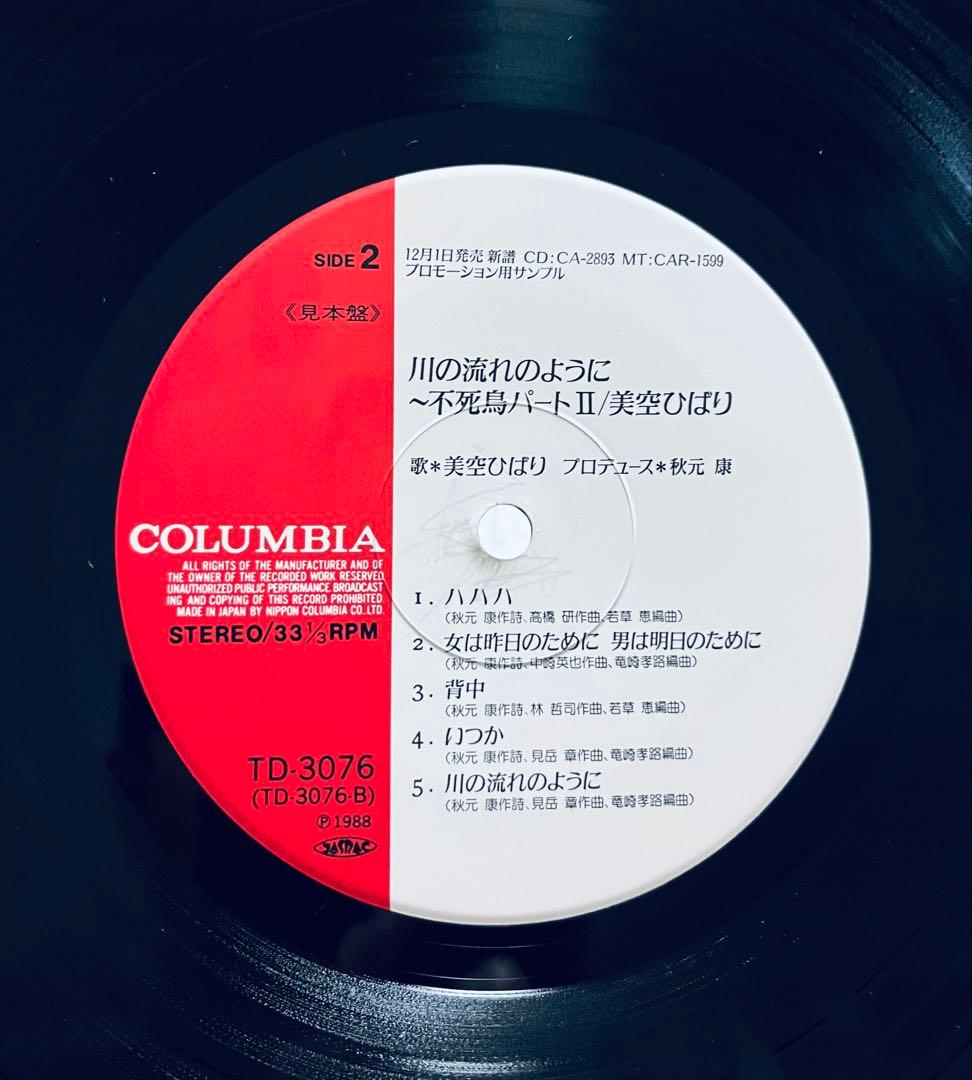 SIDE 2
《見本盤》
12月1日発売 新譜 CD:CA-2893 MT:CAR-1599
プロモーション用サンプル
川の流れのように
～不死鳥パートⅡ/美空ひばり
歌*美空ひばり プロデュース*秋元 康
COLUMBIA
ALL RIGHTS OF THE MANUFACTURER AND OF
THE OWNER OF THE RECORDED WORK RESERVED
UNAUTHORIZED PUBLIC PERFORMANCE. BROADCAST
ING AND COPYING OF THIS RECORD PROHIBITED.
MADE IN JAPAN BY NIPPON COLUMBIA CO. LTD.
STEREO/33 1/3 RPM
1. ハハハ
(秋元 康作詩、高橋 研作曲、若草 恵編曲)
2. 女は昨日のために 男は明日のために
(秋元 康作詩、中崎英也作曲、竜崎孝路編曲)
3. 背中
(秋元 康作詩、林 哲司作曲、若草 恵編曲)
4. いつか
(秋元 康作詩、見岳 章作曲、竜崎孝路編曲)
5. 川の流れのように
(秋元 康作詩、見岳 章作曲、竜崎孝路編曲)
TD-3076
(TD-3076-B)
Ⓟ1988
JASRAC